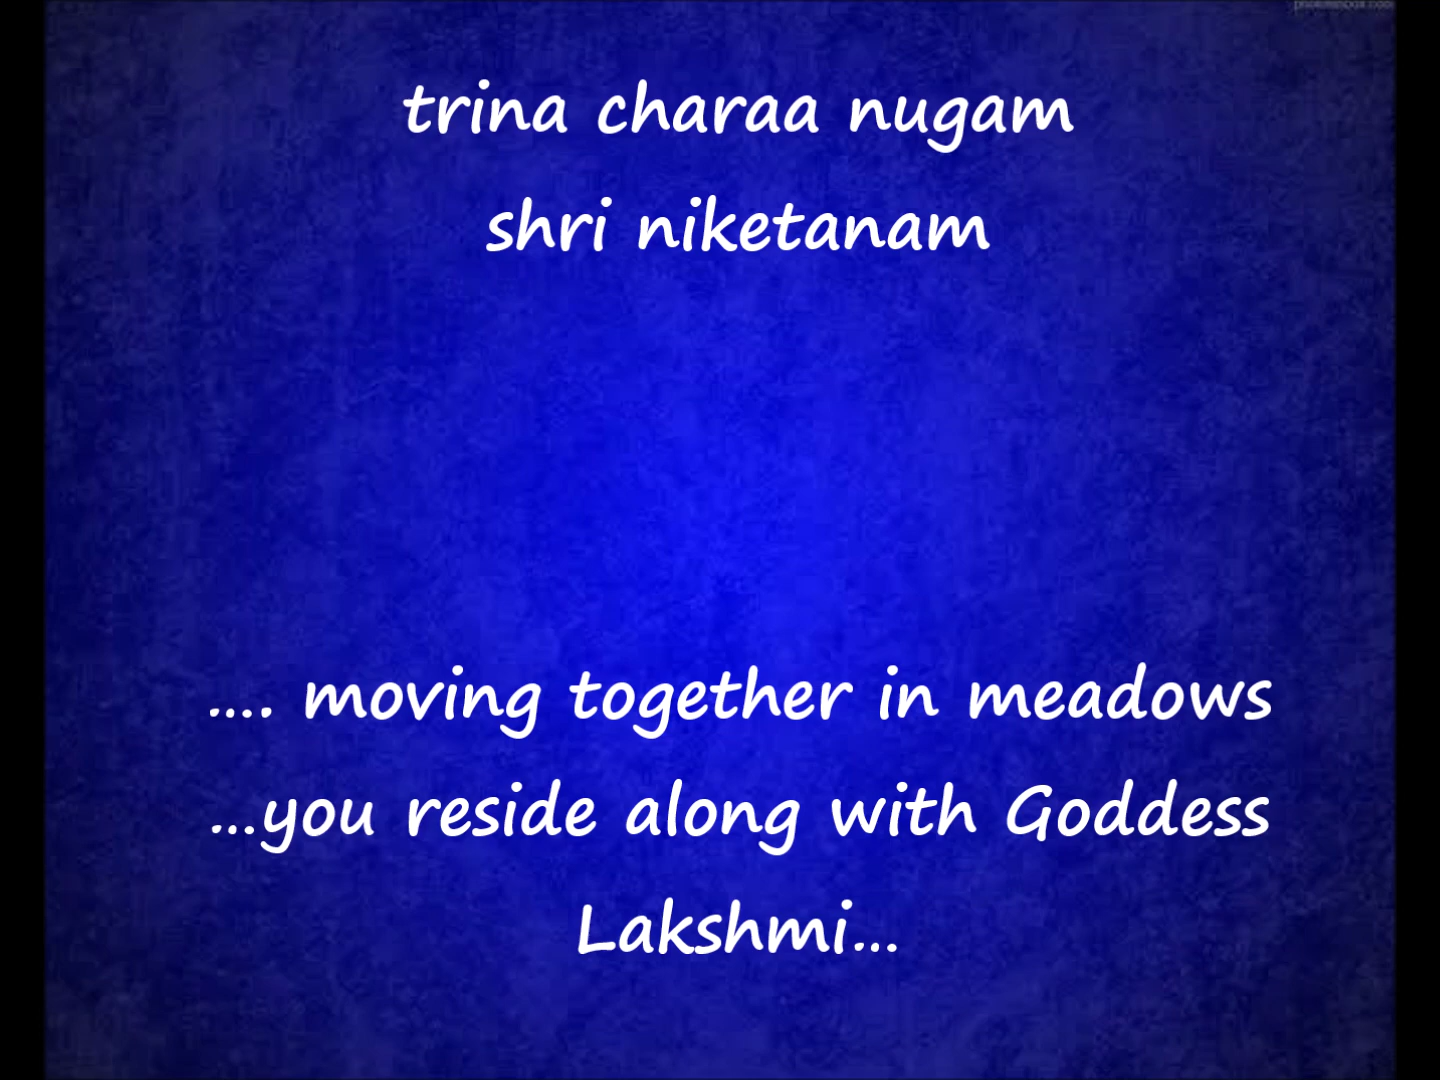 trina charaa nugam
shri niketanam
.... moving together in meadows
...you reside along with Goddess
Lakshmi...